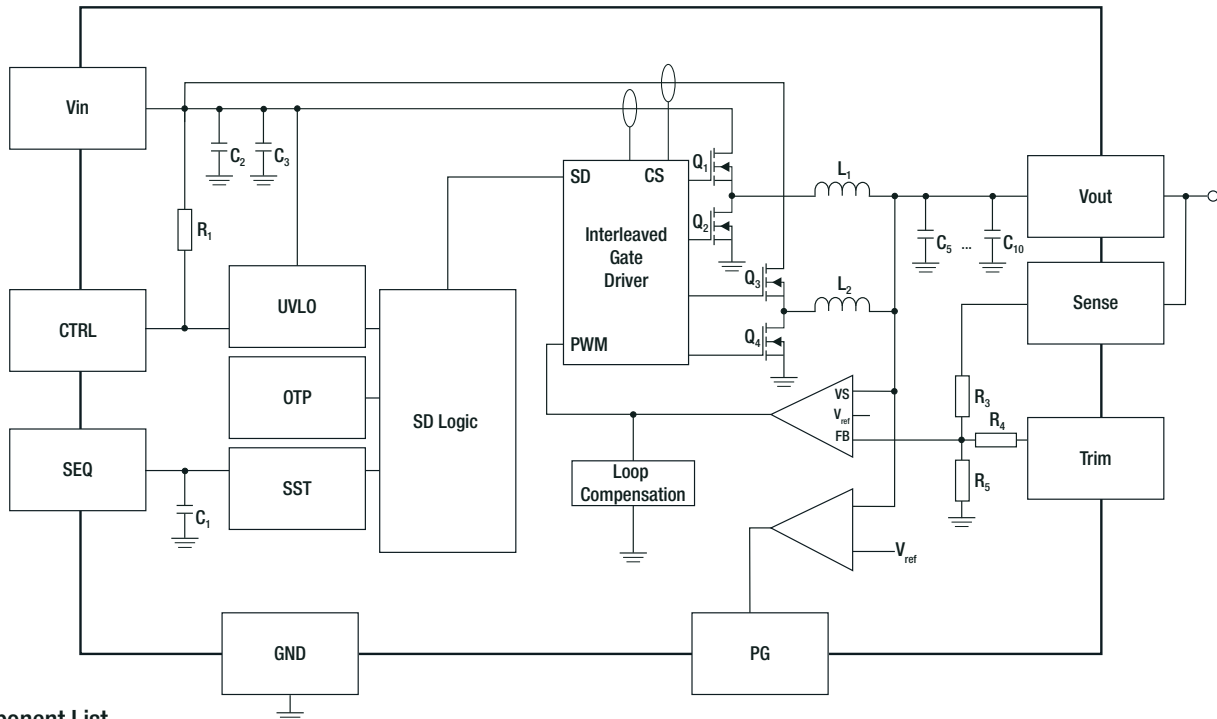 Vin
C2
C3
R1
SD
CS
Q1
Q2
Interleaved
Gate
Driver
Q3
Q4
PWM
L1
L2
C5
...
C10
Vout
Sense
CTRL
UVLO
OTP
SD Logic
SEQ
SST
C1
VS
Vref
FB
R3
R4
R5
Trim
Loop
Compensation
Vref
GND
PG